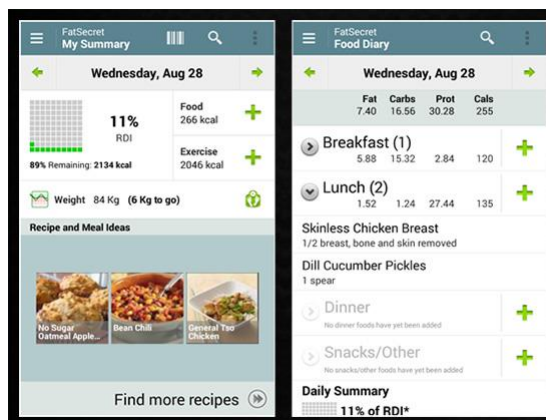 FatSecret
My Summary
Wednesday, Aug 28
11%
RDI
89% Remaining: 2134 kcal
Food
266 kcal
Exercise
2046 kcal
Weight 84 Kg (6 Kg to go)
Recipe and Meal Ideas
No Sugar
Oatmeal Apple...
Bean Chili
General Tso
Chicken
Find more recipes
FatSecret
Food Diary
Wednesday, Aug 28
Fat Carbs Prot Cals
7.40 16.56 30.28 255
Breakfast (1)
5.88 15.32 2.84 120
Lunch (2)
1.52 1.24 27.44 135
Skinless Chicken Breast
1/2 breast, bone and skin removed
Dill Cucumber Pickles
1 spear
Dinner
No dinner foods have yet been added
Snacks/Other
No snacks/other foods have yet been added
Daily Summary
11% of RDI*